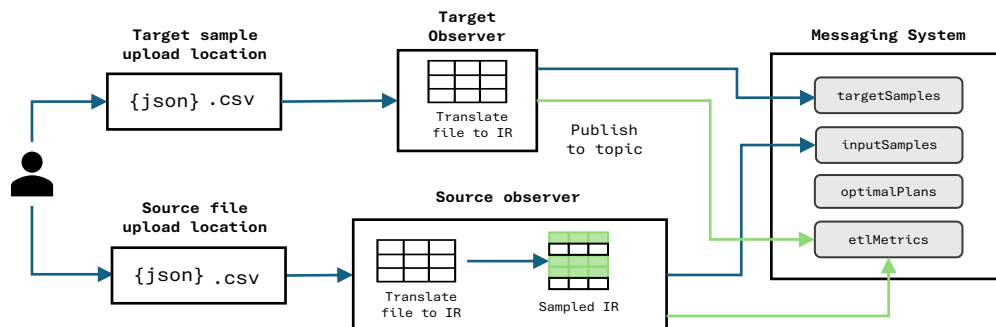 Target sample
upload location
{json} .csv
Target
Observer
Translate
file to IR
Publish
to topic
Messaging System
targetSamples
inputSamples
optimalPlans
etlMetrics
Source file
upload location
{json} .csv
Source observer
Translate
file to IR
Sampled IR